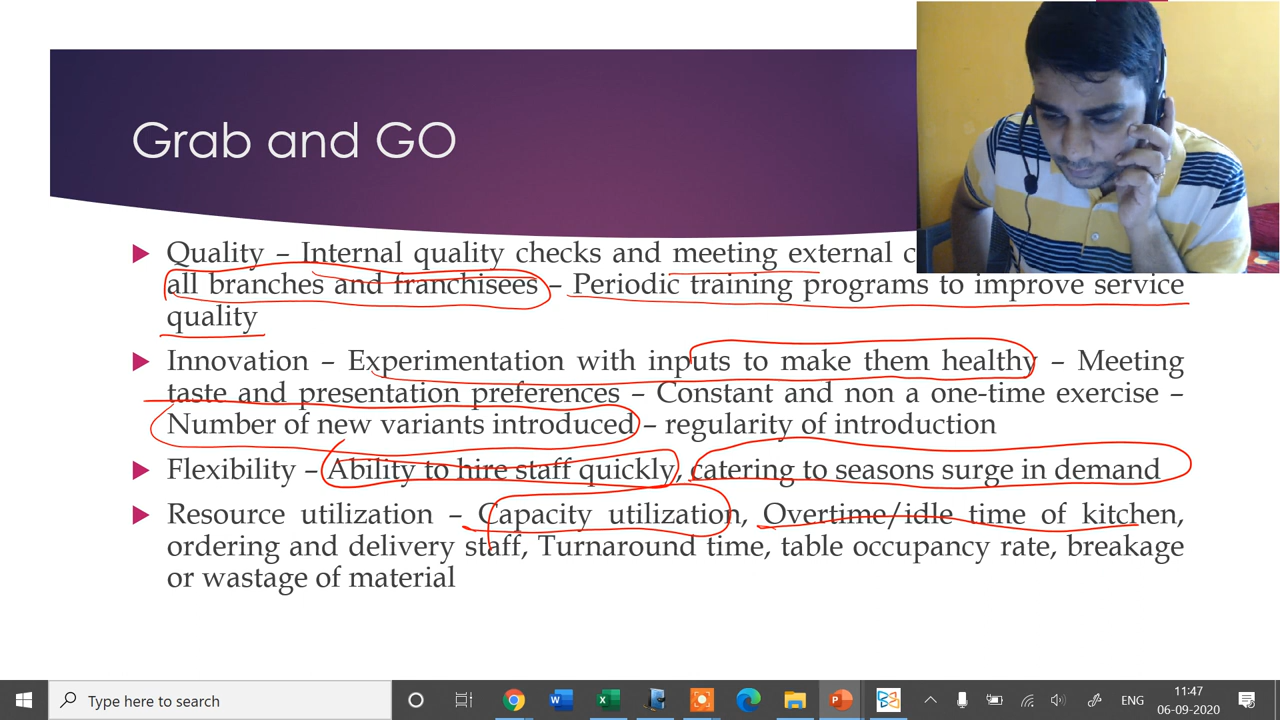 Grab and GO
Quality – Internal quality checks and meeting external
all branches and franchisees – Periodic training programs to improve service
quality
Innovation – Experimentation with inputs to make them healthy – Meeting
taste and presentation preferences – Constant and non a one-time exercise –
Number of new variants introduced – regularity of introduction
Flexibility – Ability to hire staff quickly, catering to seasons surge in demand
Resource utilization – Capacity utilization, Overtime/idle time of kitchen,
ordering and delivery staff, Turnaround time, table occupancy rate, breakage
or wastage of material
Type here to search
ENG
11:47
06-09-2020